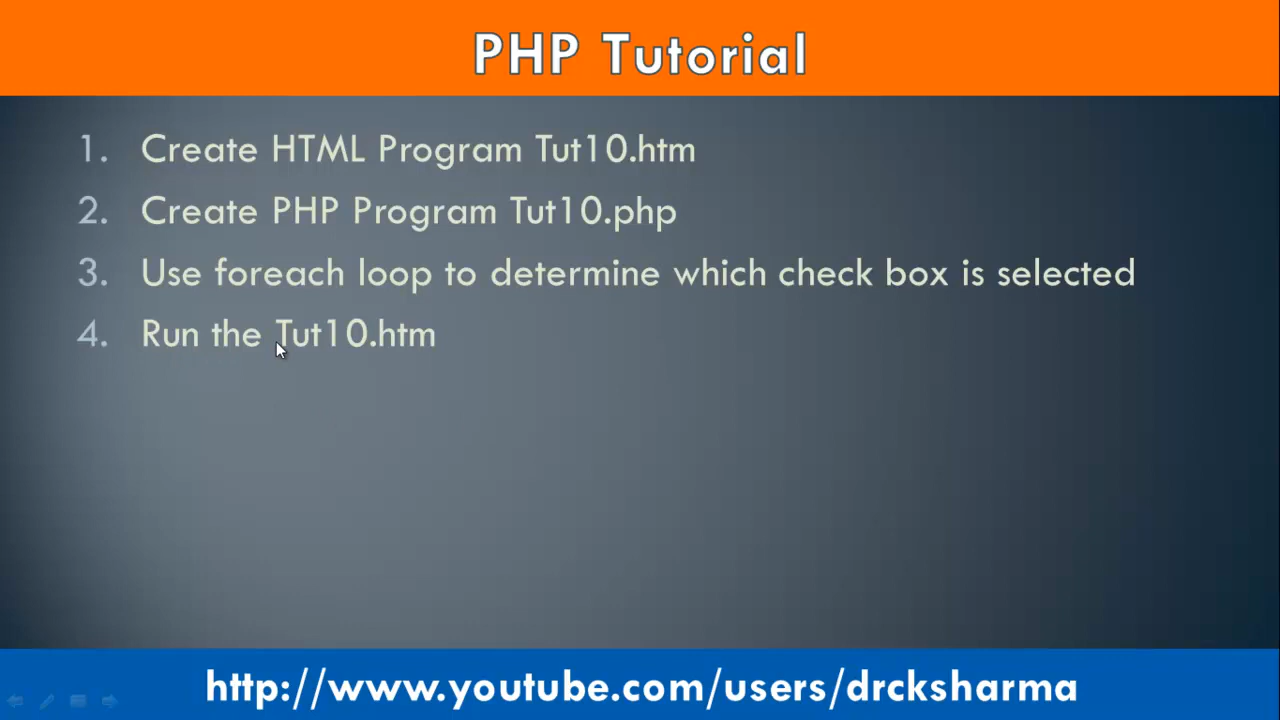 PHP Tutorial
1. Create HTML Program Tut10.htm
2. Create PHP Program Tut10.php
3. Use foreach loop to determine which check box is selected
4. Run the Tut10.htm
http://www.youtube.com/users/drcksharma